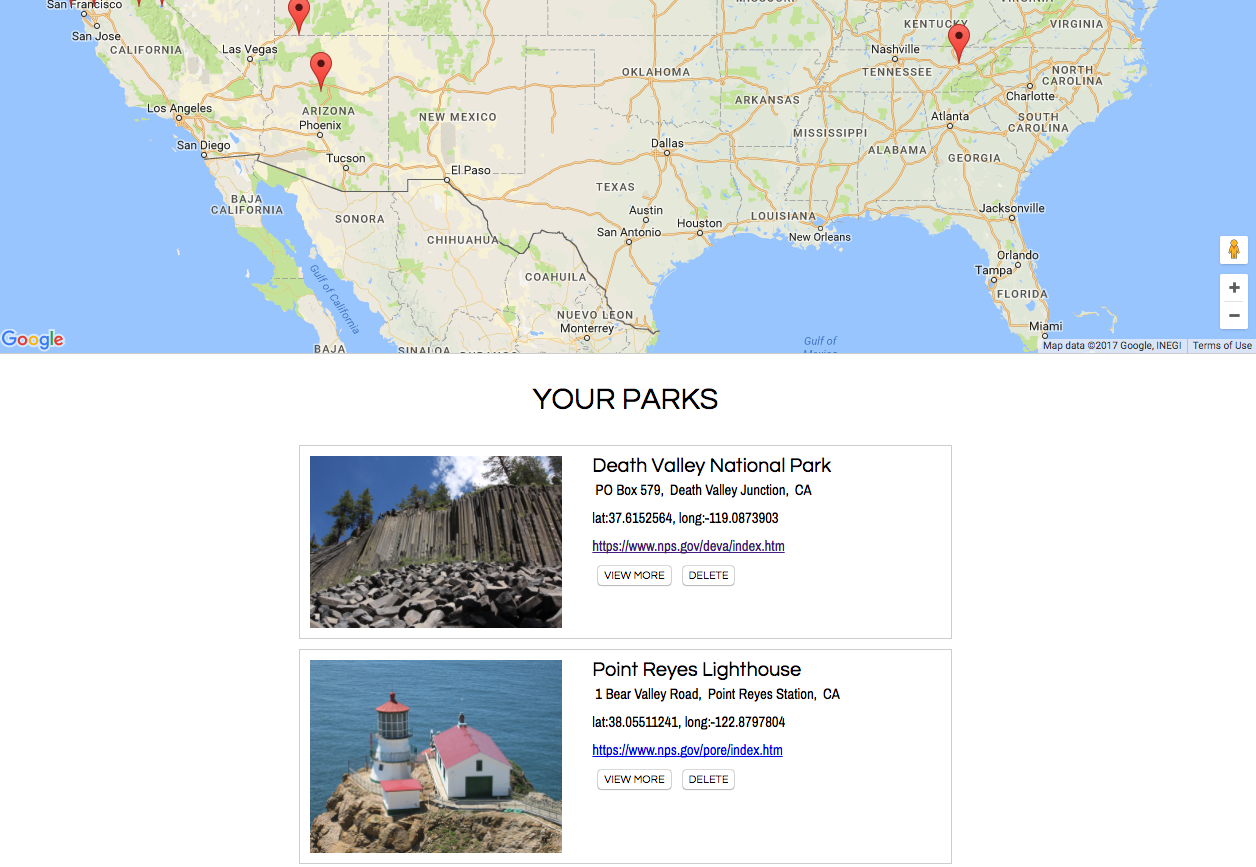 San Francisco
San Jose
CALIFORNIA
Las Vegas
Los Angeles
San Diego
ARIZONA
Phoenix
Tucson
NEW MEXICO
El Paso
BAJA
CALIFORNIA
SONORA
CHIHUAHUA
COAHUILA
Gulf of California
NUEVO LEON
Monterrey
BAJA
SINALOA
OKLAHOMA
Dallas
TEXAS
Austin
San Antonio
Houston
ARKANSAS
LOUISIANA
New Orleans
MISSISSIPPI
ALABAMA
KENTUCKY
VIRGINIA
Nashville
TENNESSEE
NORTH
CAROLINA
Charlotte
Atlanta
SOUTH
CAROLINA
GEORGIA
Jacksonville
Orlando
Tampa
FLORIDA
Miami
Gulf of
Mexico
+
−
Google
Map data ©2017 Google, INEGI
Terms of Use
YOUR PARKS
Death Valley National Park
PO Box 579, Death Valley Junction, CA
lat:37.6152564, long:-119.0873903
https://www.nps.gov/deva/index.htm
VIEW MORE DELETE
Point Reyes Lighthouse
1 Bear Valley Road, Point Reyes Station, CA
lat:38.05511241, long:-122.8797804
https://www.nps.gov/pore/index.htm
VIEW MORE DELETE